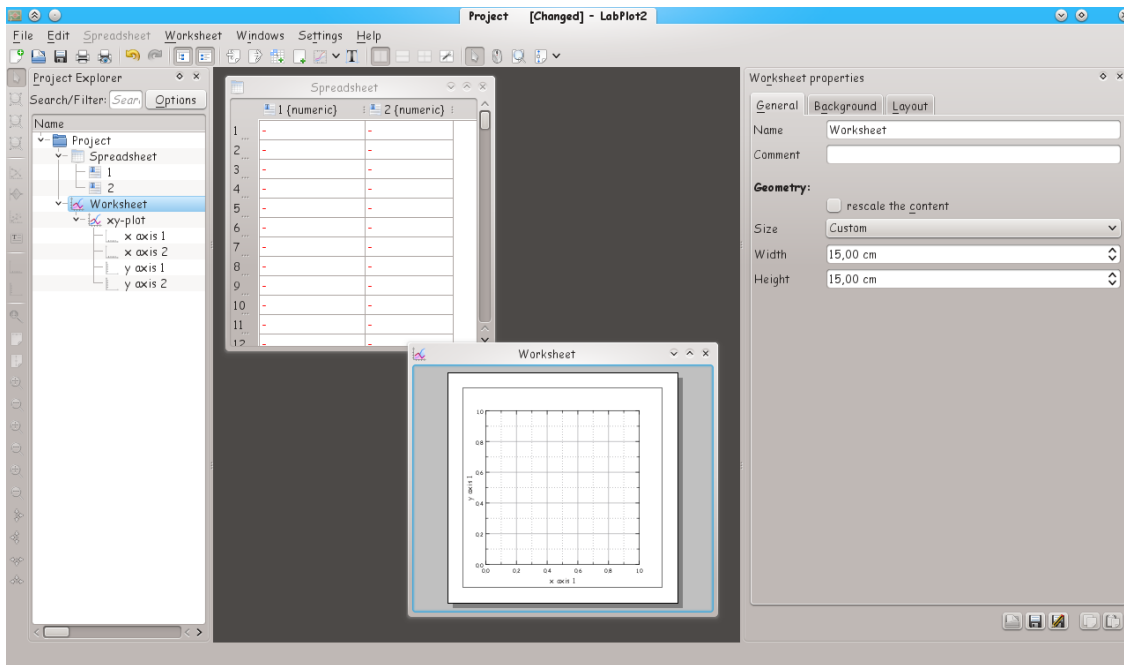 Project [Changed] - LabPlot2
File Edit Spreadsheet Worksheet Windows Settings Help
Project Explorer
Search/Filter: Sear Options
Name
Project
Spreadsheet
1
2
Worksheet
xy-plot
x axis 1
x axis 2
y axis 1
y axis 2
Spreadsheet
1 {numeric} 2 {numeric}
1 - -
2 - -
3 - -
4 - -
5 - -
6 - -
7 - -
8 - -
9 - -
10 - -
11 - -
12 - -
Worksheet
1.0
0.8
0.6
0.4
0.2
0.0
y axis 1
0.0 0.2 0.4 0.6 0.8 1.0
x axis 1
Worksheet properties
General Background Layout
Name Worksheet
Comment
Geometry:
rescale the content
Size Custom
Width 15,00 cm
Height 15,00 cm